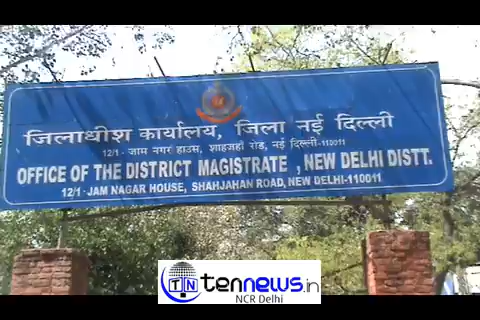 जिलाधीश कार्यालय, जिला नई दिल्ली
12/1 - जाम नगर हाउस, शाहजहाँ रोड, नई दिल्ली-110011
OFFICE OF THE DISTRICT MAGISTRATE , NEW DELHI DISTT.
12/1 - JAM NAGAR HOUSE, SHAHJAHAN ROAD, NEW DELHI-110011
TN tennews.in
NCR Delhi